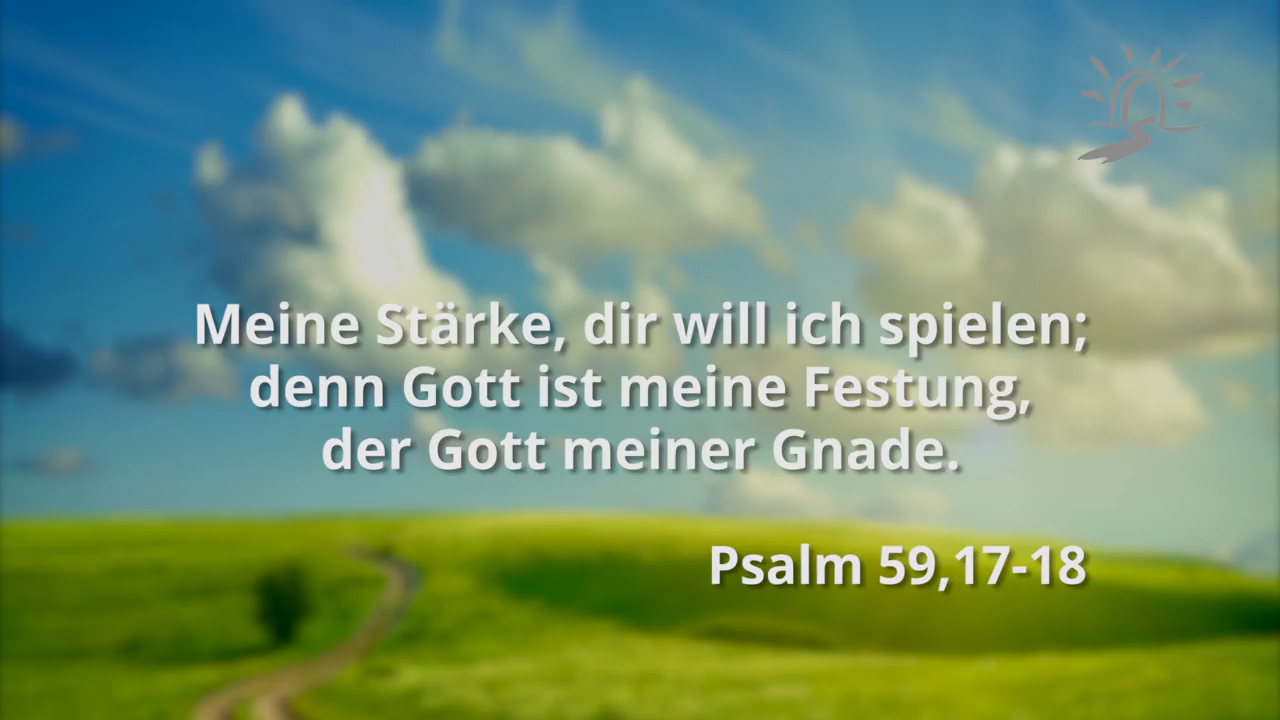 Meine Stärke, dir will ich spielen;
denn Gott ist meine Festung,
der Gott meiner Gnade.
Psalm 59,17-18